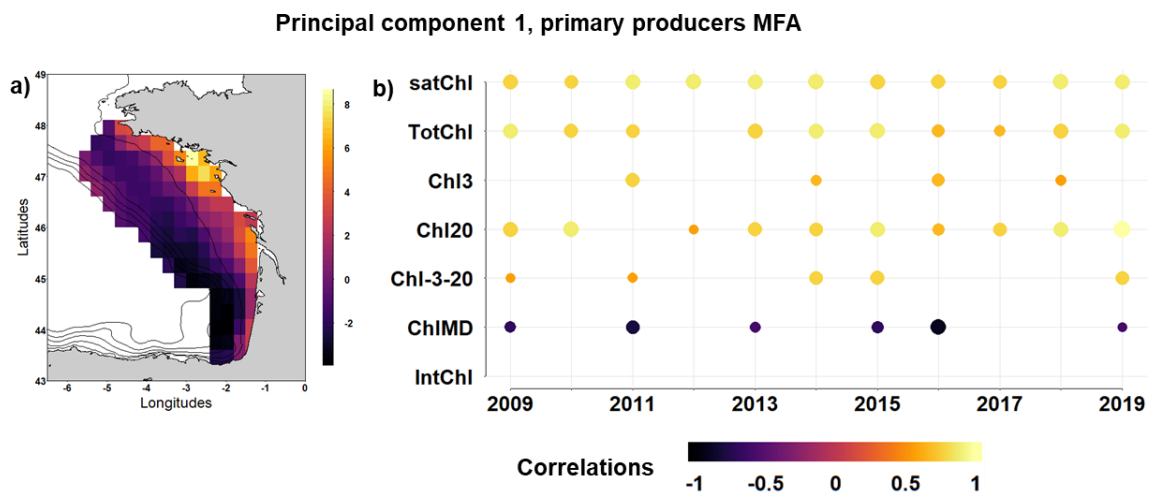 Principal component 1, primary producers MFA
a)
49
48
47
46
45
44
43
Latitudes
-6 -5 -4 -3 -2 -1 0
Longitudes
8
6
4
2
0
-2
b)
satChl
TotChl
Chl3
Chl20
Chl-3-20
ChlMD
IntChl
2009 2011 2013 2015 2017 2019
Correlations
-1 -0.5 0 0.5 1